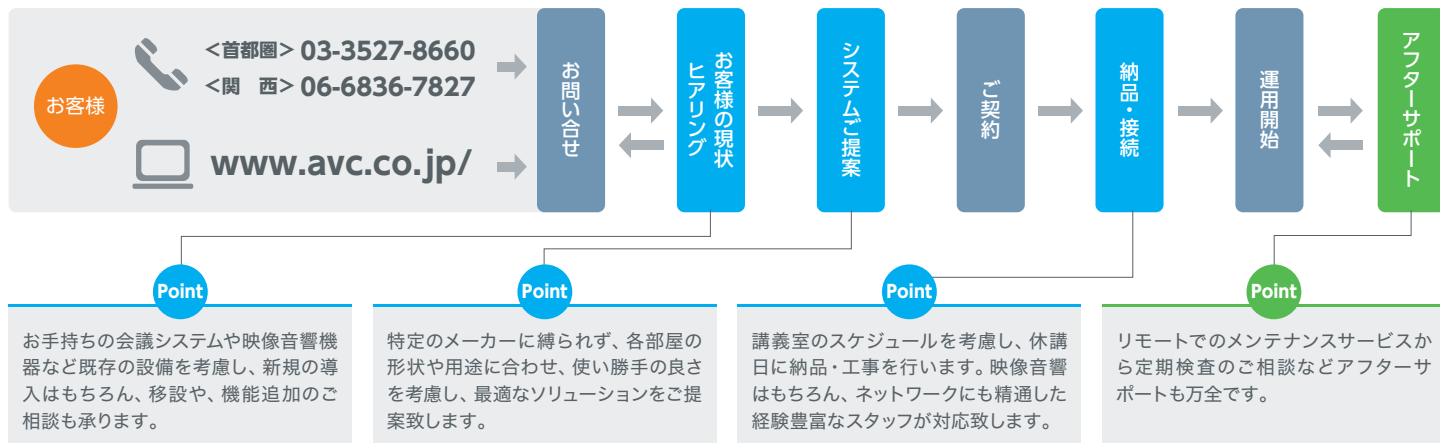 お客様
<首都圏> 03-3527-8660
<関 西> 06-6836-7827
www.avc.co.jp/
お問い合せ
お客様の現状
ヒアリング
システムご提案
ご契約
納品・接続
運用開始
アフターサポート
Point
お手持ちの会議システムや映像音響機
器など既存の設備を考慮し、新規の導
入はもちろん、移設や、機能追加のご
相談も承ります。
Point
特定のメーカーに縛られず、各部屋の
形状や用途に合わせ、使い勝手の良さ
を考慮し、最適なソリューションをご提
案致します。
Point
講義室のスケジュールを考慮し、休講
日に納品・工事を行います。映像音響
はもちろん、ネットワークにも精通した
経験豊富なスタッフが対応致します。
Point
リモートでのメンテナンスサービスか
ら定期検査のご相談などアフターサ
ポートも万全です。